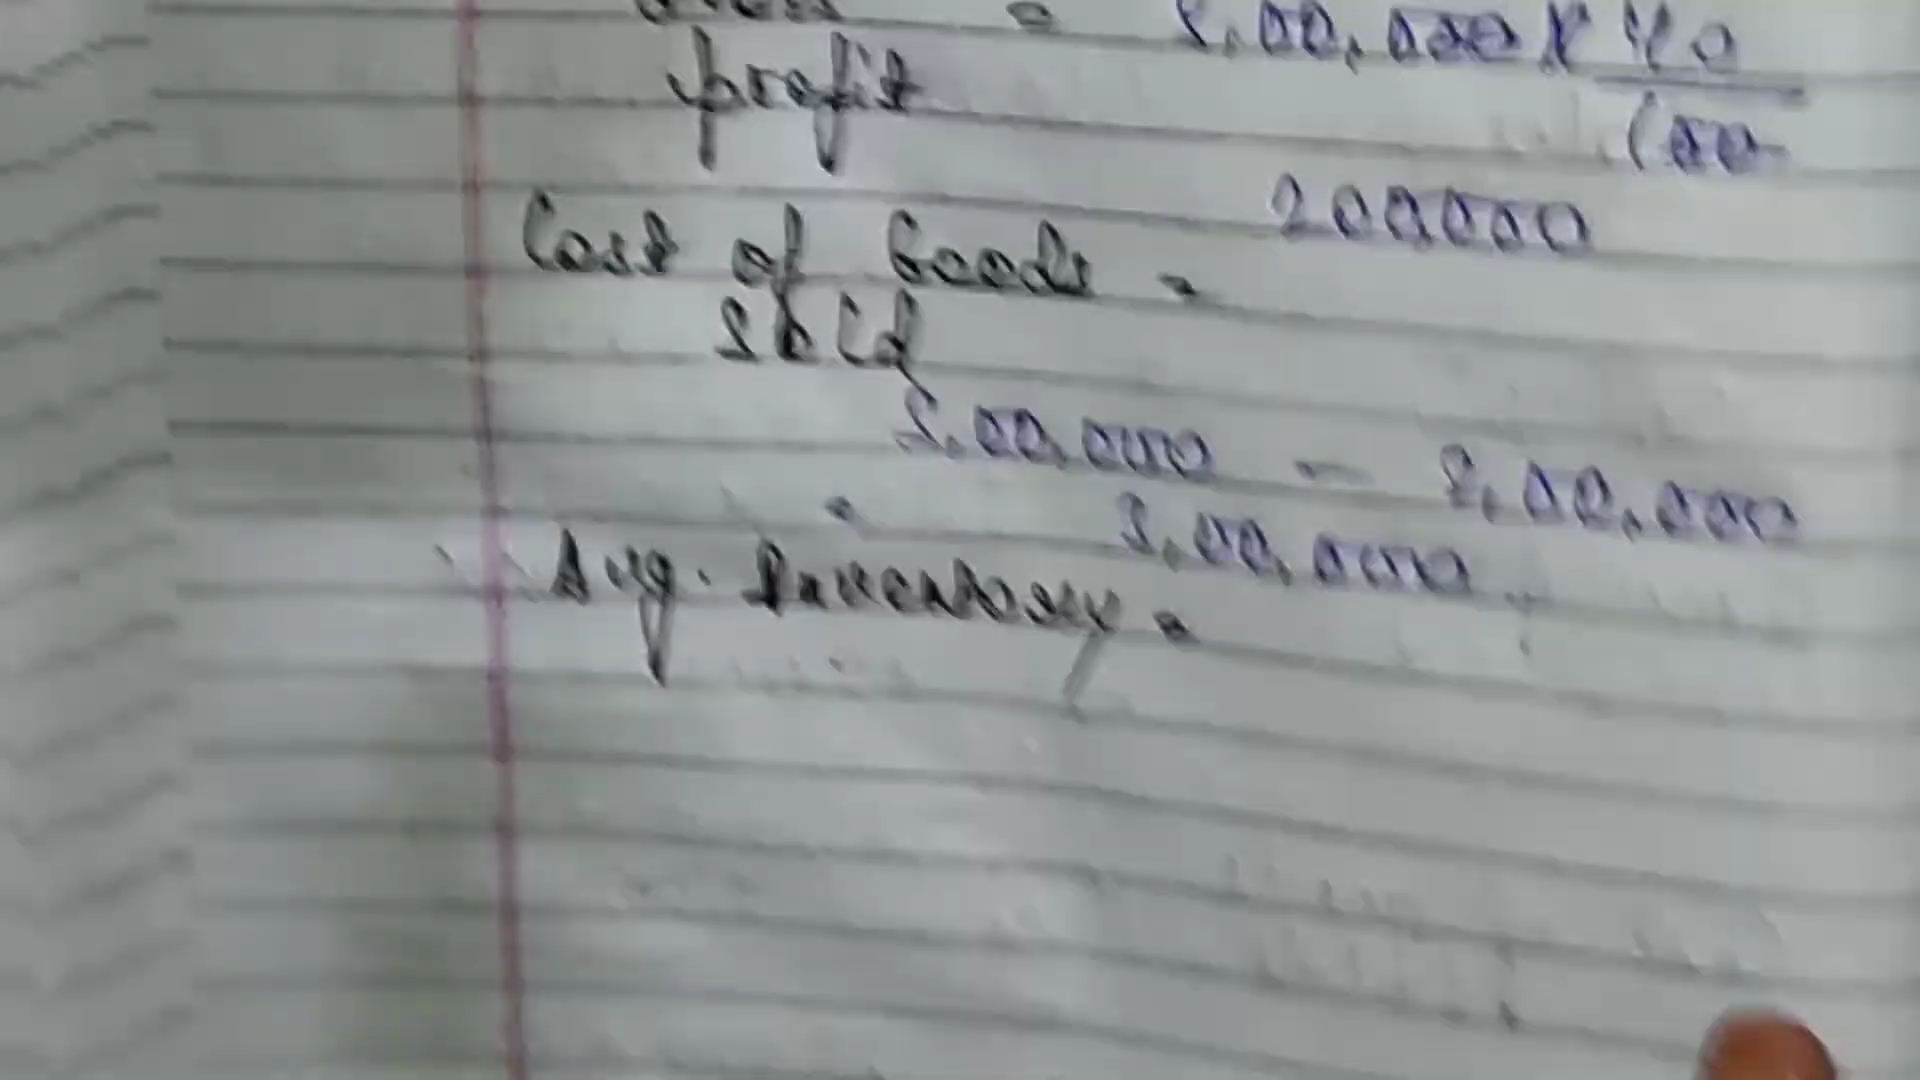 = 5,00,000 X 40
profit 100
200000
Cost of Goods =
Sold
5,00,000 - 2,00,000
= 3,00,000
Avg. Inventory =